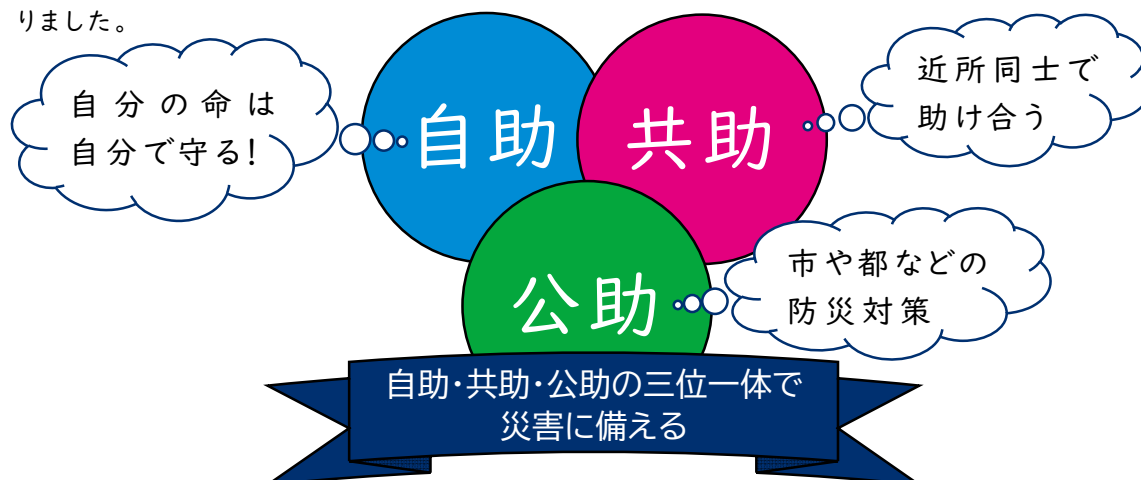 りました。
自分の命は
自分で守る!
自助
共助
近所同士で
助け合う
公助
市や都などの
防災対策
自助・共助・公助の三位一体で
災害に備える